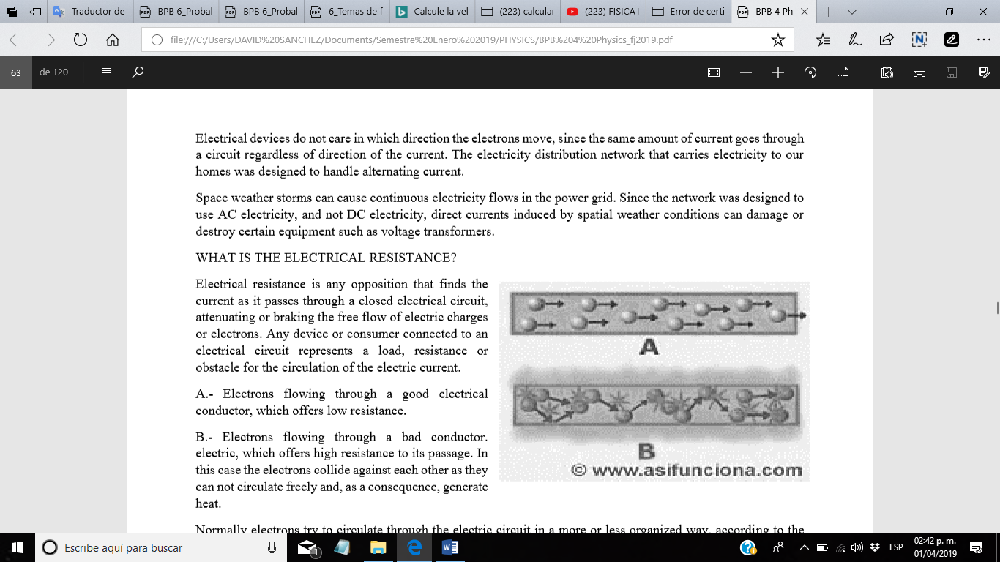 Traductor de
BPB 6_Probal
BPB 6_Probal
6_Temas de f
Calcule la vel
(223) calcular
(223) FISICA
Error de certi
BPB 4 Ph
file:///C:/Users/DAVID%20SANCHEZ/Documents/Semestre%20Enero%202019/PHYSICS/BPB%204%20Physics_fj2019.pdf
63 de 120
Electrical devices do not care in which direction the electrons move, since the same amount of current goes through
a circuit regardless of direction of the current. The electricity distribution network that carries electricity to our
homes was designed to handle alternating current.
Space weather storms can cause continuous electricity flows in the power grid. Since the network was designed to
use AC electricity, and not DC electricity, direct currents induced by spatial weather conditions can damage or
destroy certain equipment such as voltage transformers.
WHAT IS THE ELECTRICAL RESISTANCE?
Electrical resistance is any opposition that finds the
current as it passes through a closed electrical circuit,
attenuating or braking the free flow of electric charges
or electrons. Any device or consumer connected to an
electrical circuit represents a load, resistance or
obstacle for the circulation of the electric current.
A.- Electrons flowing through a good electrical
conductor, which offers low resistance.
B.- Electrons flowing through a bad conductor.
electric, which offers high resistance to its passage. In
this case the electrons collide against each other as they
can not circulate freely and, as a consequence, generate
heat.
A
B
© www.asifunciona.com
Normally electrons try to circulate through the electric circuit in a more or less organized way, according to the
Escribe aquí para buscar
1
ESP
02:42 p. m.
01/04/2019